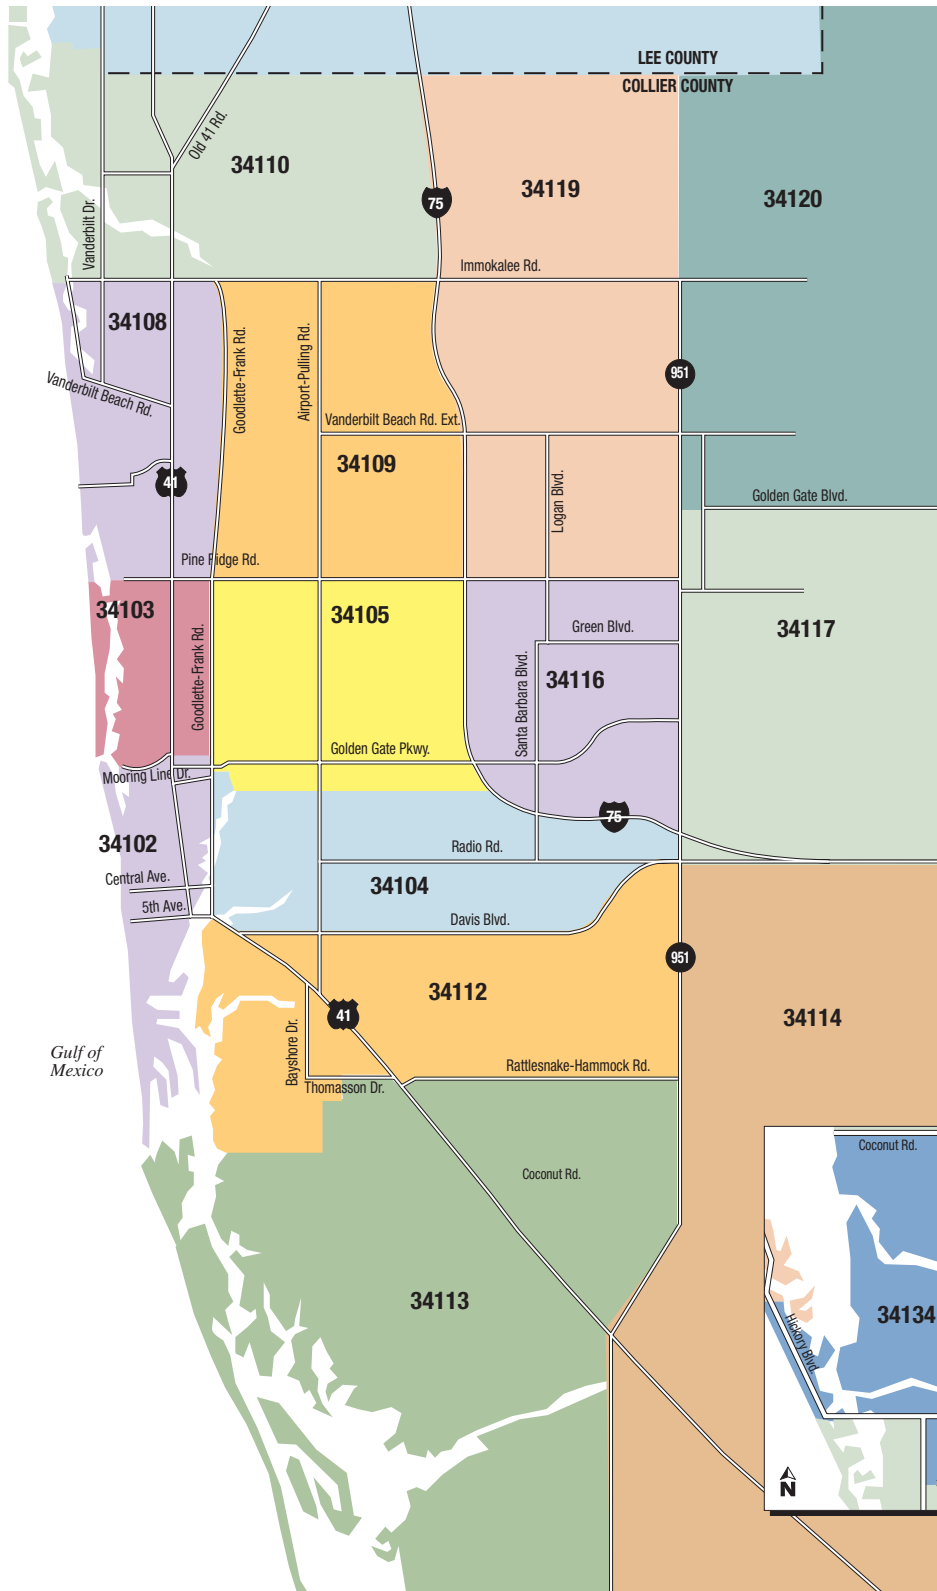 LEE COUNTY
COLLIER COUNTY
Old 41 Rd.
34110
34119
34120
75
Vanderbilt Dr.
Immokalee Rd.
34108
Goodlette-Frank Rd.
Airport-Pulling Rd.
951
Vanderbilt Beach Rd.
Vanderbilt Beach Rd. Ext.
34109
41
Logan Blvd.
Golden Gate Blvd.
Pine Ridge Rd.
34103
34105
Green Blvd.
34117
Goodlette-Frank Rd.
Santa Barbara Blvd.
34116
Golden Gate Pkwy.
Mooring Line Dr.
75
34102
Radio Rd.
Central Ave.
34104
5th Ave.
Davis Blvd.
951
34112
41
34114
Gulf of
Mexico
Bayshore Dr.
Rattlesnake-Hammock Rd.
Thomasson Dr.
Coconut Rd.
Coconut Rd.
34113
34134
Hickory Blvd.
N